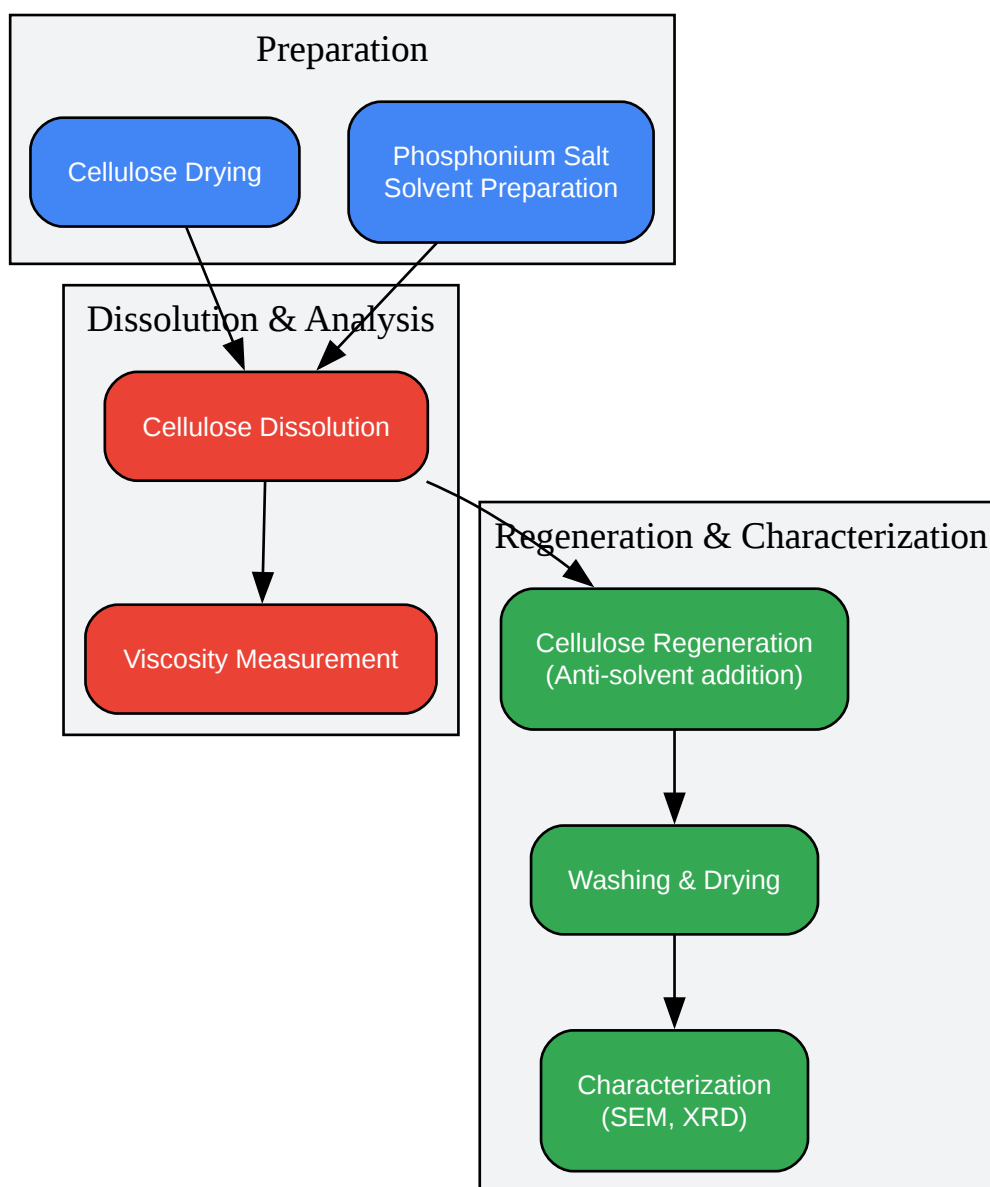 Preparation
Cellulose Drying
Phosphonium Salt
Solvent Preparation
Dissolution & Analysis
Cellulose Dissolution
Viscosity Measurement
Regeneration & Characterization
Cellulose Regeneration
(Anti-solvent addition)
Washing & Drying
Characterization
(SEM, XRD)